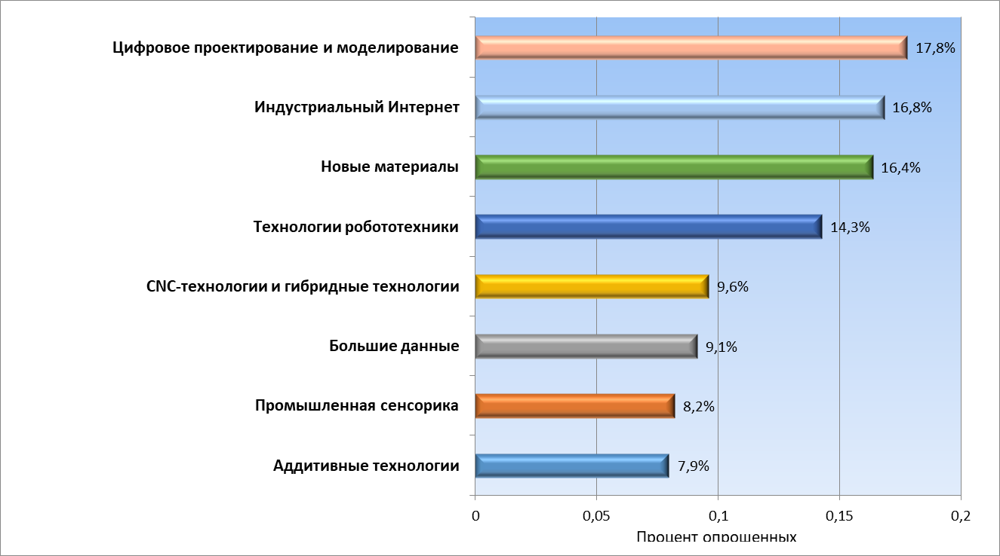 Цифровое проектирование и моделирование 17,8%
Индустриальный Интернет 16,8%
Новые материалы 16,4%
Технологии робототехники 14,3%
CNC-технологии и гибридные технологии 9,6%
Большие данные 9,1%
Промышленная сенсорика 8,2%
Аддитивные технологии 7,9%
0 0,05 0,1 0,15 0,2
Процент опрошенных